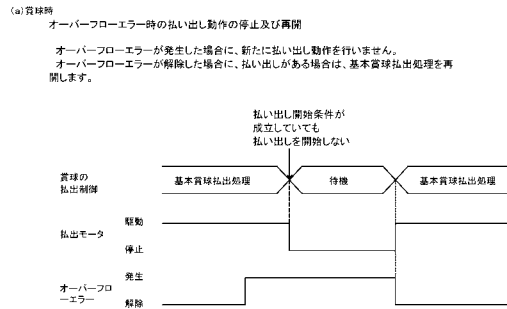 (a)賞球時
オーバーフローエラー時の払い出し動作の停止及び再開
オーバーフローエラーが発生した場合に、新たに払い出し動作を行いません。
オーバーフローエラーが解除した場合に、払い出しがある場合は、基本賞球払出処理を再
開します。
払い出し開始条件が
成立していても
払い出しを開始しない
賞球の
払出制御
基本賞球払出処理
待機
基本賞球払出処理
払出モータ
駆動
停止
オーバーフロ
ーエラー
発生
解除